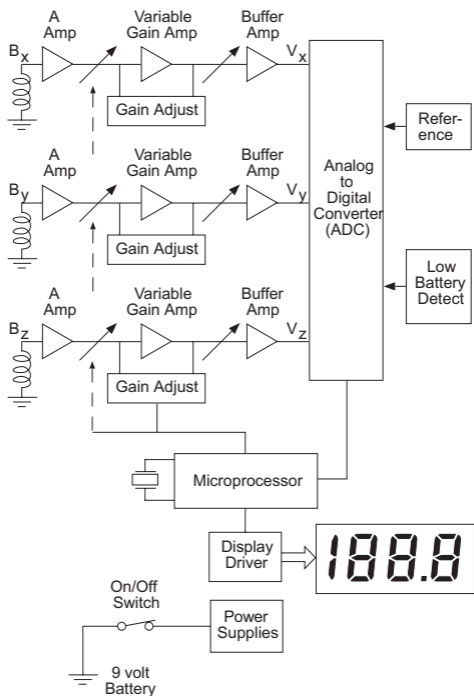 A
Amp
Variable
Gain Amp
Buffer
Amp
Bx
Vx
Gain Adjust
A
Amp
Variable
Gain Amp
Buffer
Amp
By
Vy
Gain Adjust
A
Amp
Variable
Gain Amp
Buffer
Amp
Bz
Vz
Gain Adjust
Analog
to
Digital
Converter
(ADC)
Refer-
ence
Low
Battery
Detect
Microprocessor
Display
Driver
188.8
On/Off
Switch
Power
Supplies
9 volt
Battery